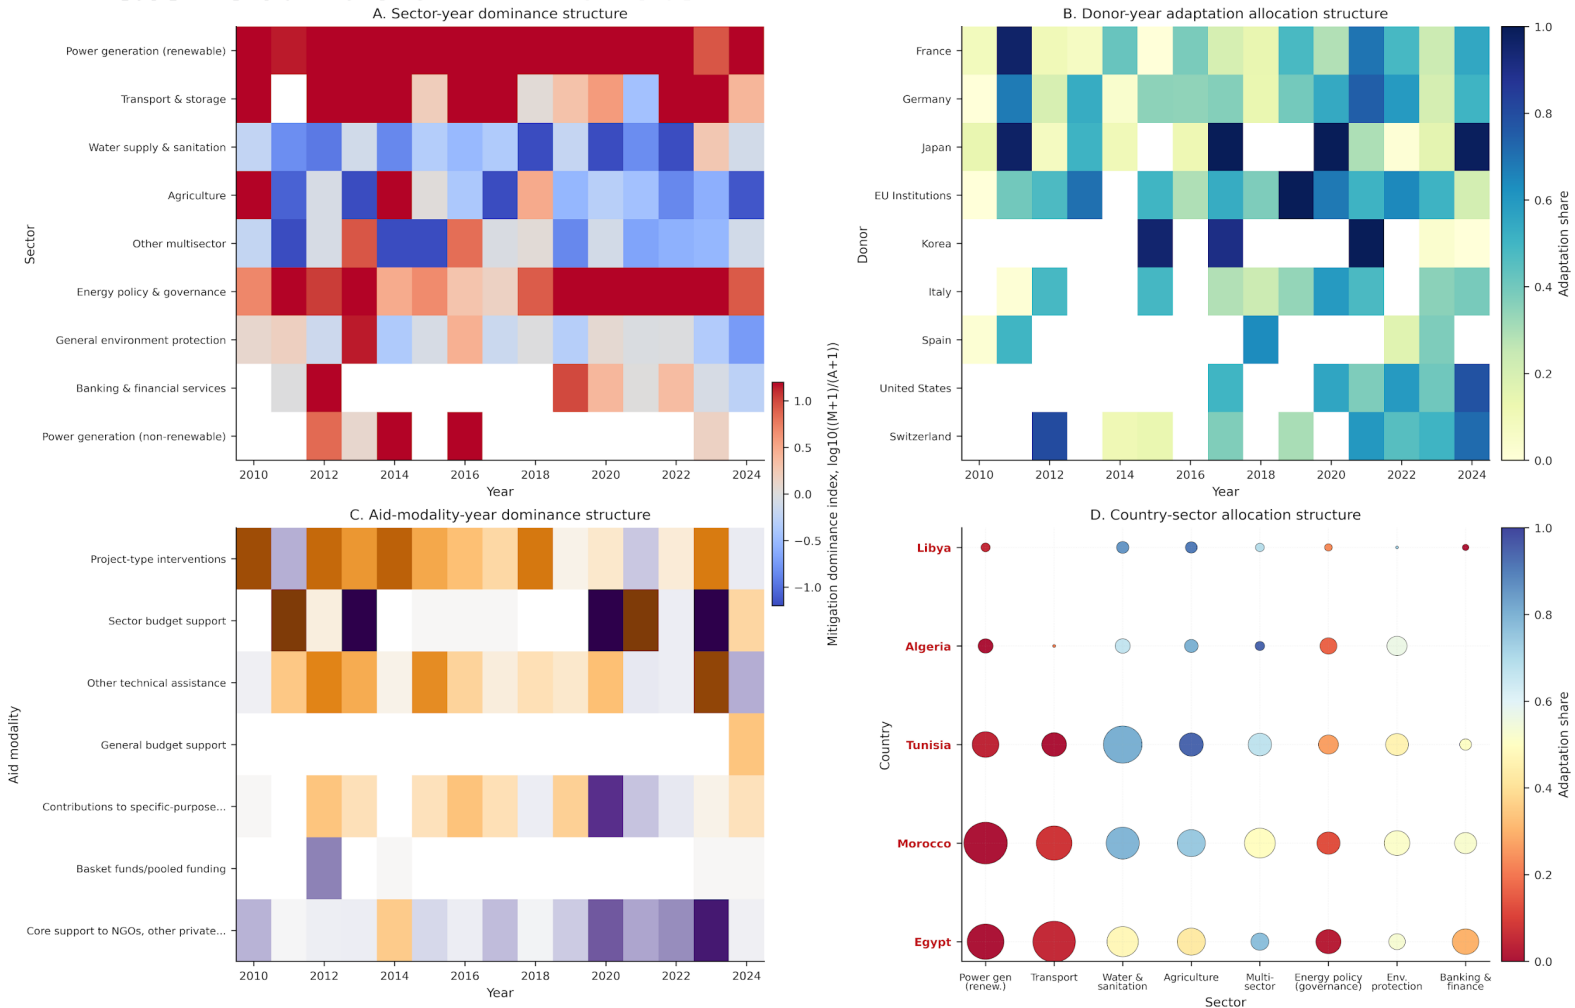 A. Sector-year dominance structure
Sector
Power generation (renewable)
Transport & storage
Water supply & sanitation
Agriculture
Other multisector
Energy policy & governance
General environment protection
Banking & financial services
Power generation (non-renewable)
2010 2012 2014 2016 2018 2020 2022 2024
Year
1.0
0.5
0.0
−0.5
−1.0
Mitigation dominance index, log10((M+1)/(A+1))
B. Donor-year adaptation allocation structure
Donor
France
Germany
Japan
EU Institutions
Korea
Italy
Spain
United States
Switzerland
2010 2012 2014 2016 2018 2020 2022 2024
Year
1.0
0.8
0.6
0.4
0.2
0.0
Adaptation share
C. Aid-modality-year dominance structure
Aid modality
Project-type interventions
Sector budget support
Other technical assistance
General budget support
Contributions to specific-purpose...
Basket funds/pooled funding
Core support to NGOs, other private...
2010 2012 2014 2016 2018 2020 2022 2024
Year
D. Country-sector allocation structure
Country
Libya
Algeria
Tunisia
Morocco
Egypt
Power gen
(renew.)
Transport
Water &
sanitation
Agriculture
Multi-
sector
Energy policy
(governance)
Env.
protection
Banking &
finance
Sector
1.0
0.8
0.6
0.4
0.2
0.0
Adaptation share